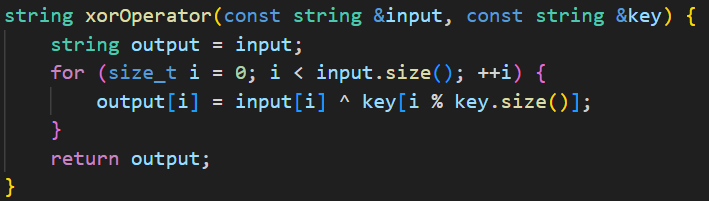 string xorOperator(const string &input, const string &key) {
    string output = input;
    for (size_t i = 0; i < input.size(); ++i) {
        output[i] = input[i] ^ key[i % key.size()];
    }
    return output;
}